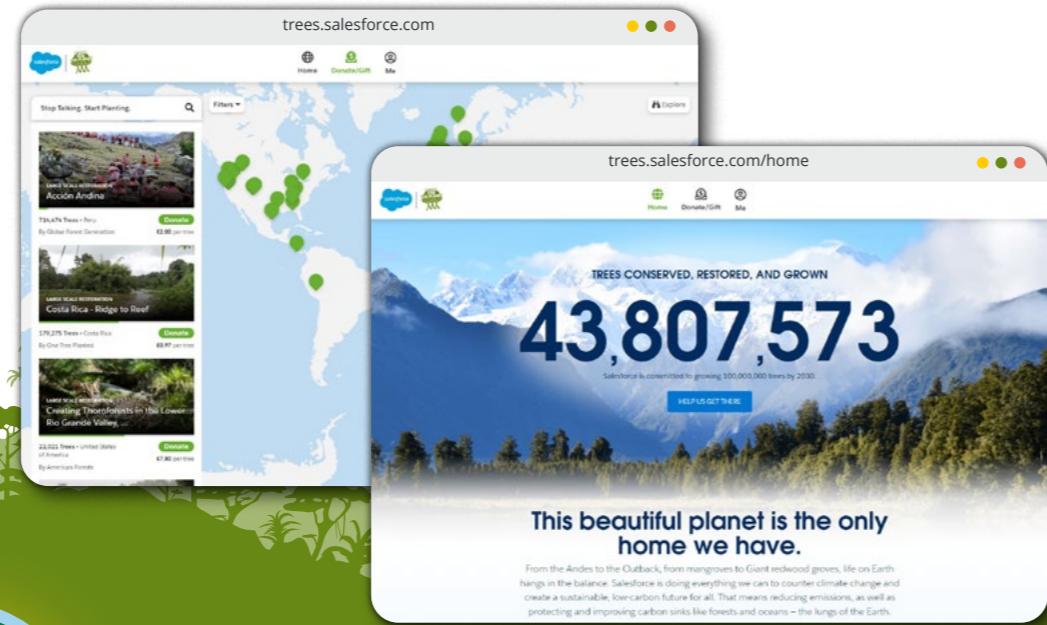 trees.salesforce.com
salesforce
Home
Donate/Gift
Me
Stop Talking. Start Planting.
Filters
Explore
LARGE SCALE RESTORATION
Acción Andina
Peru
Donate
By Global Forest Generation
€2.00 per tree
LARGE SCALE RESTORATION
Costa Rica - Ridge to Reef
179,275 Trees • Costa Rica
Donate
By One Tree Planted
€0.97 per tree
LARGE SCALE RESTORATION
Creating Thornforests in the Lower
Rio Grande Valley, ...
22,021 Trees • United States
of America
Donate
€7.80 per tree
By American Forests
trees.salesforce.com/home
salesforce
Home
Donate/Gift
Me
TREES CONSERVED, RESTORED, AND GROWN
43,807,573
Salesforce is committed to growing 100,000,000 trees by 2030.
HELP US GET THERE
This beautiful planet is the only
home we have.
From the Andes to the Outback, from mangroves to Giant redwood groves, life on Earth
hangs in the balance. Salesforce is doing everything we can to counter climate change and
create a sustainable, low-carbon future for all. That means reducing emissions, as well as
protecting and improving carbon sinks like forests and oceans – the lungs of the Earth.